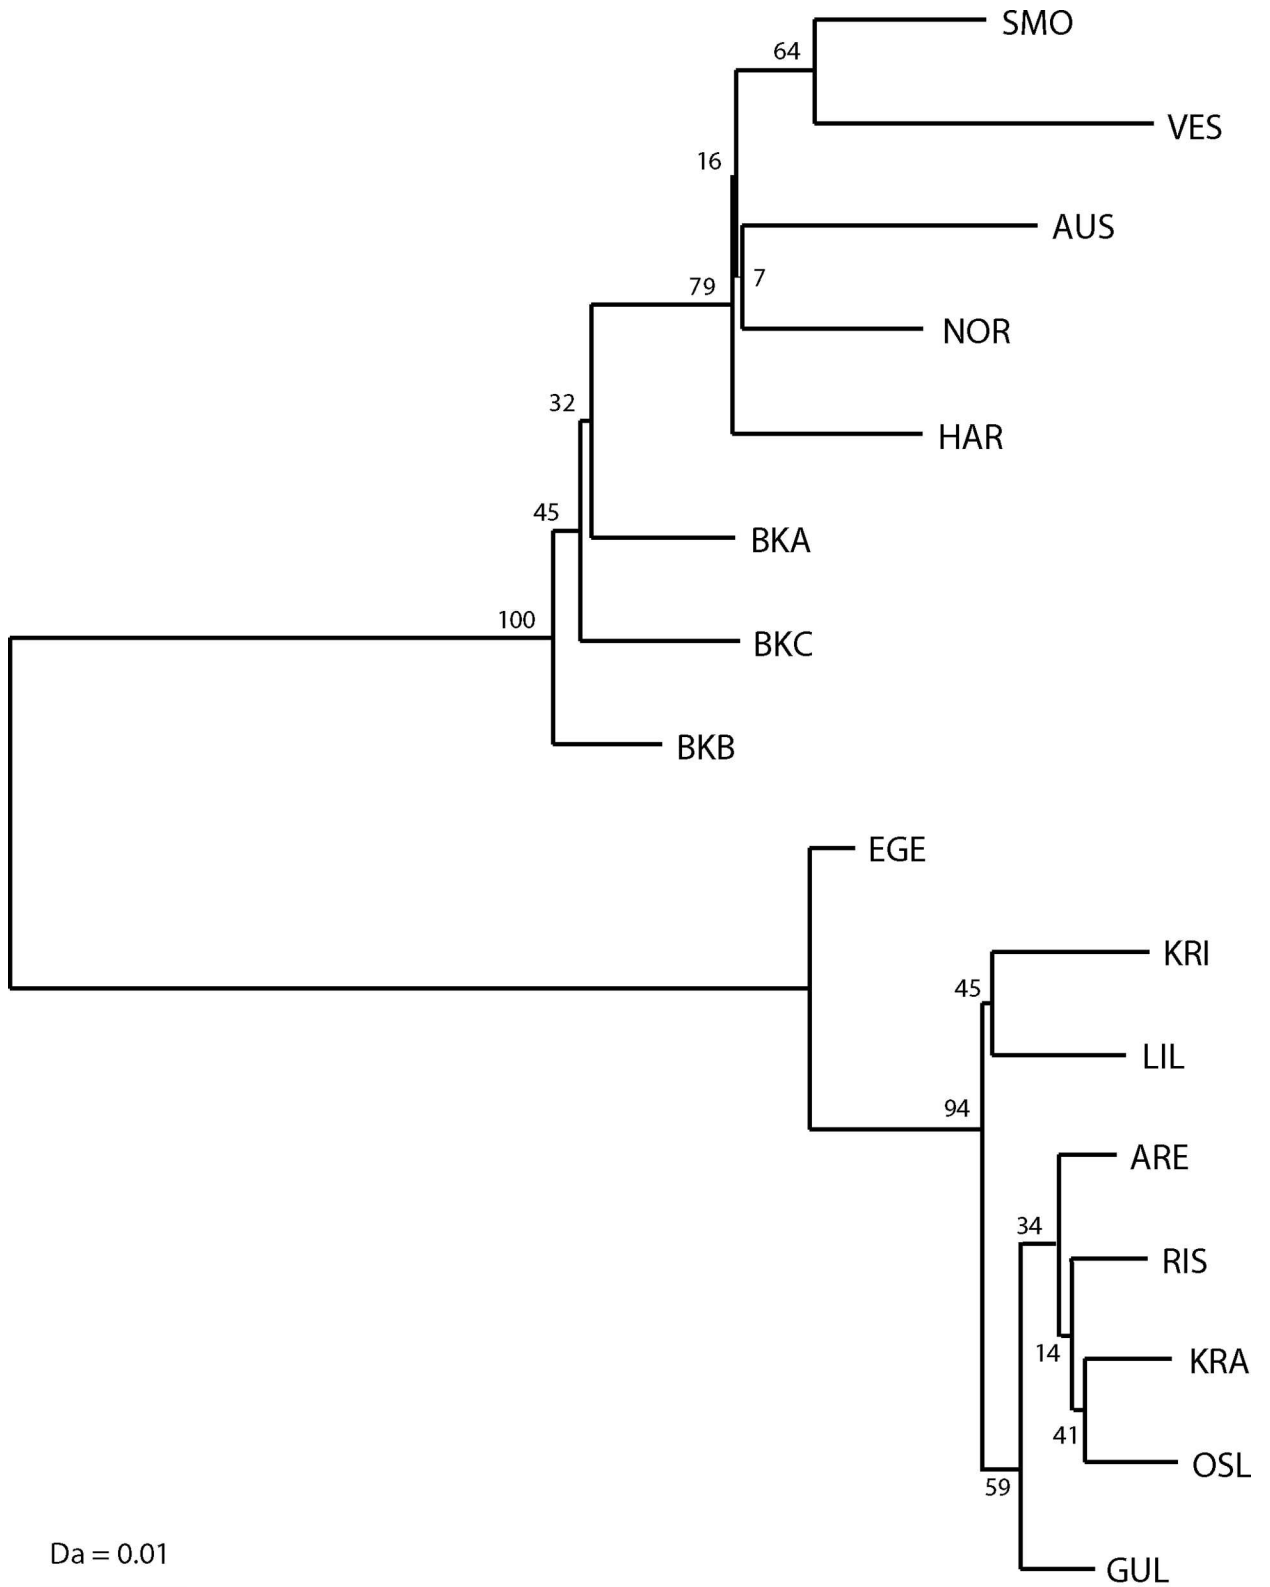 SMO
64
VES
16
AUS
7
79
NOR
32
HAR
45
BKA
100
BKC
BKB
EGE
KRI
45
LIL
94
ARE
34
RIS
14
KRA
41
OSL
59
Da = 0.01
GUL